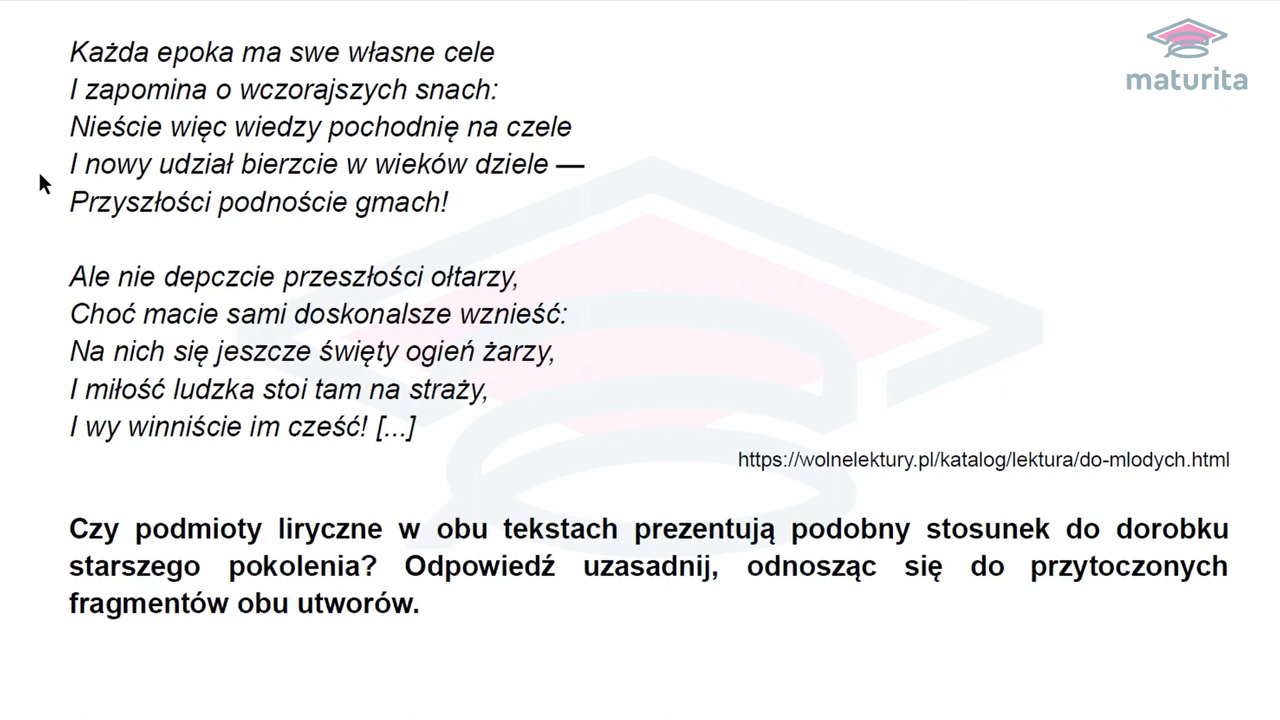 maturita
Każda epoka ma swe własne cele
I zapomina o wczorajszych snach:
Nieście więc wiedzy pochodnię na czele
I nowy udział bierzcie w wieków dziele —
Przyszłości podnoście gmach!
Ale nie depczcie przeszłości ołtarzy,
Choć macie sami doskonalsze wznieść:
Na nich się jeszcze święty ogień żarzy,
I miłość ludzka stoi tam na straży,
I wy winniście im cześć! [...]
https://wolnelektury.pl/katalog/lektura/do-mlodych.html
Czy podmioty liryczne w obu tekstach prezentują podobny stosunek do dorobku
starszego pokolenia? Odpowiedź uzasadnij, odnosząc się do przytoczonych
fragmentów obu utworów.